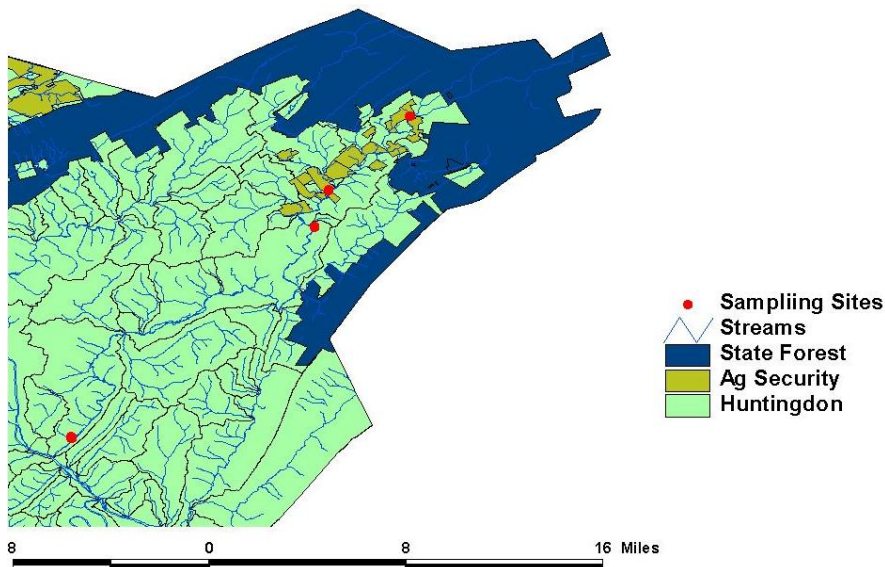 Sampliing Sites
Streams
State Forest
Ag Security
Huntingdon
8 0 8 16 Miles